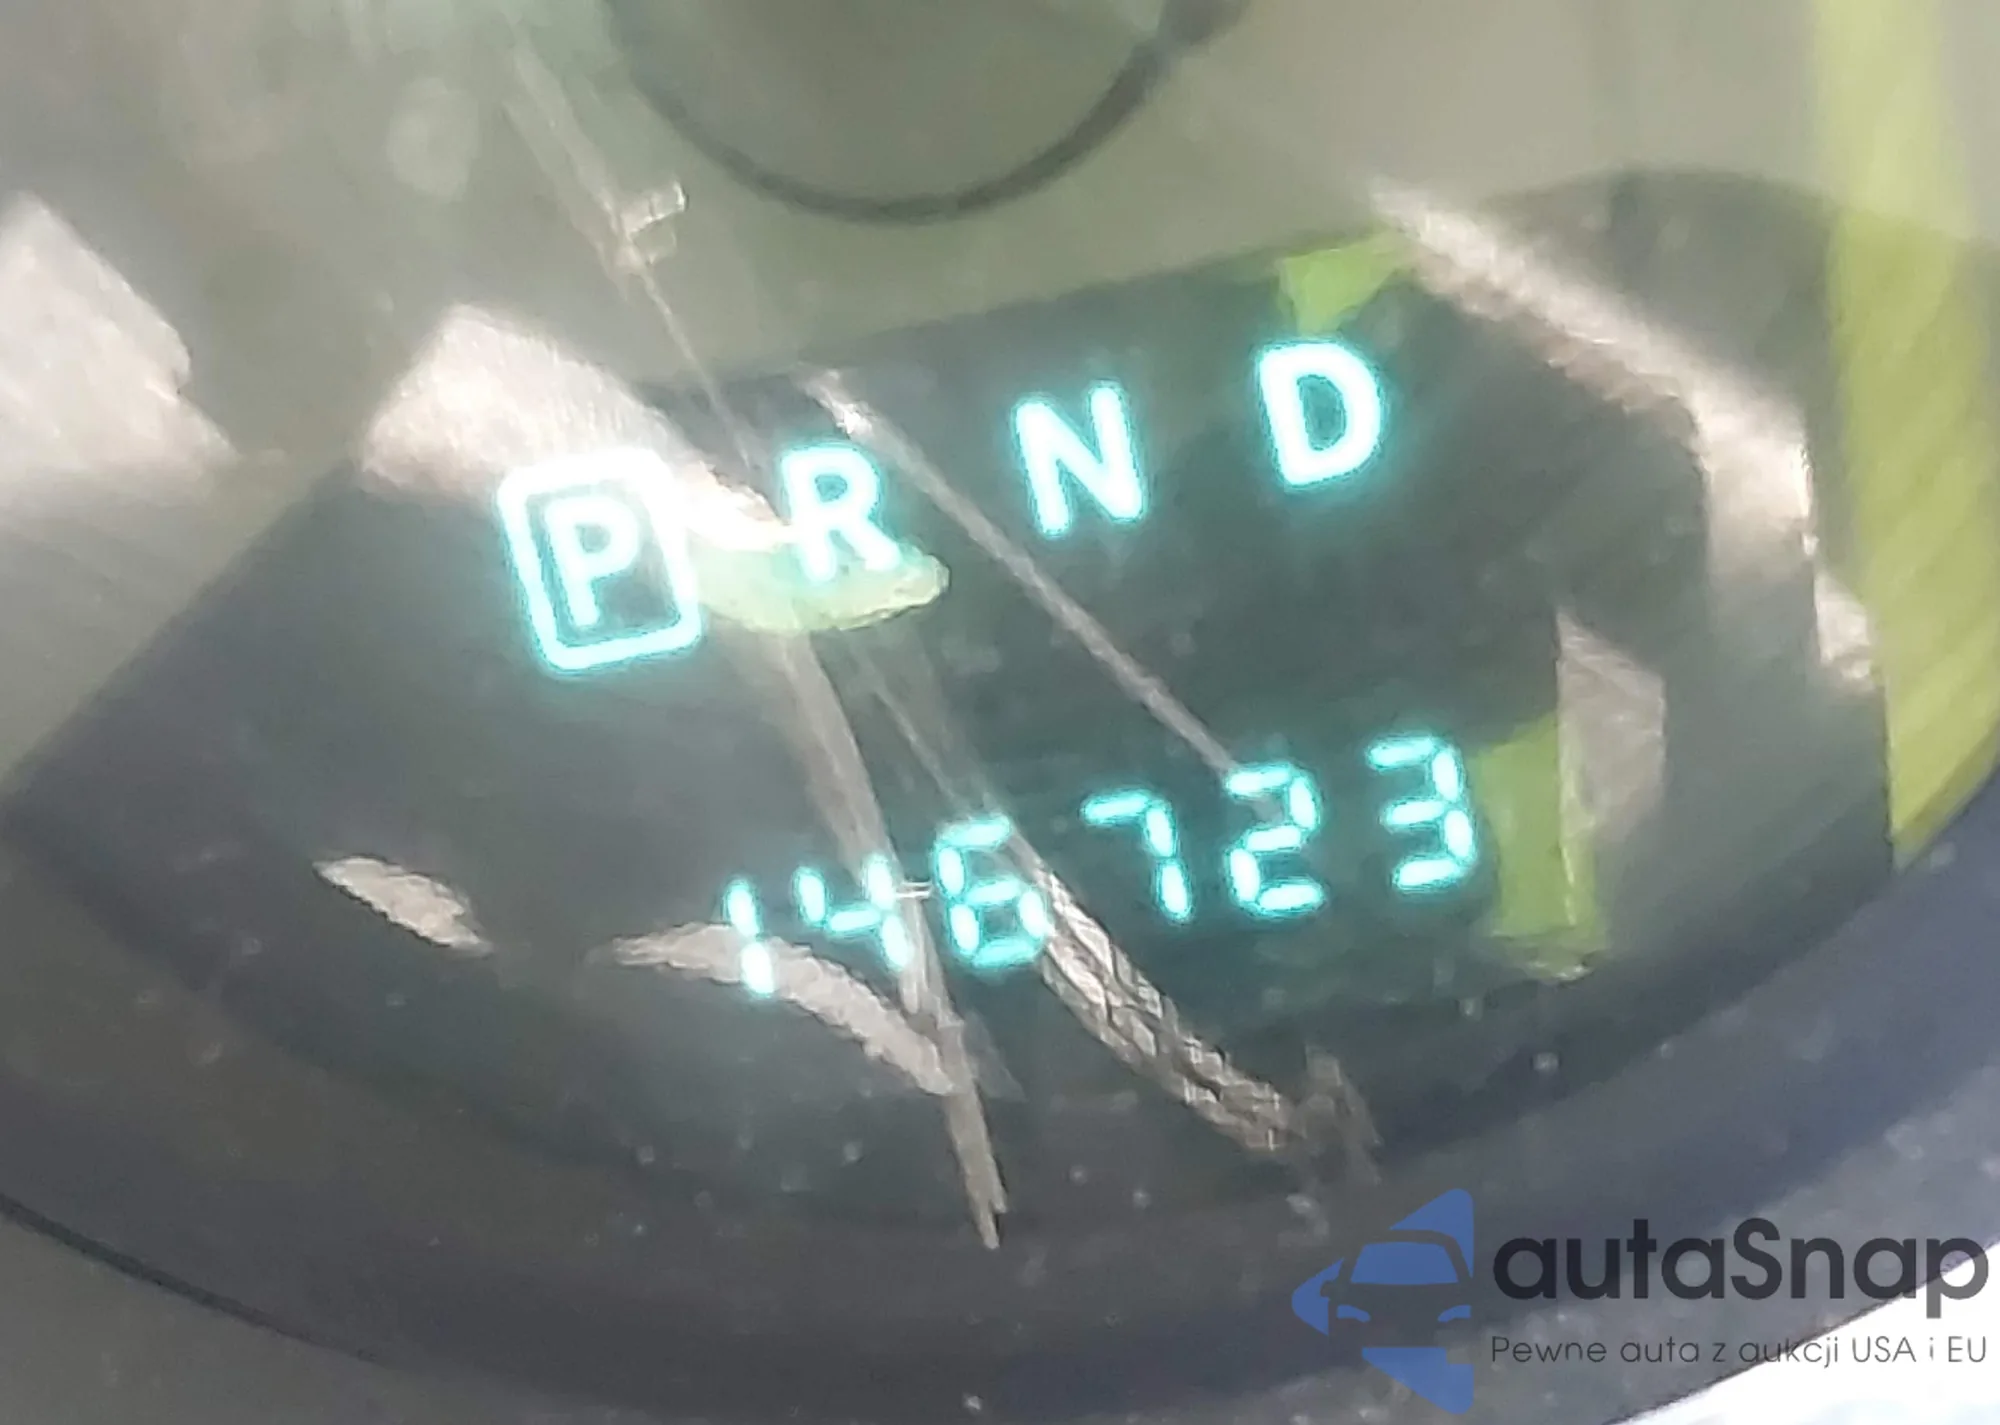 P R N D
146723
autaSnap
Pewne auta z aukcji USA i EU